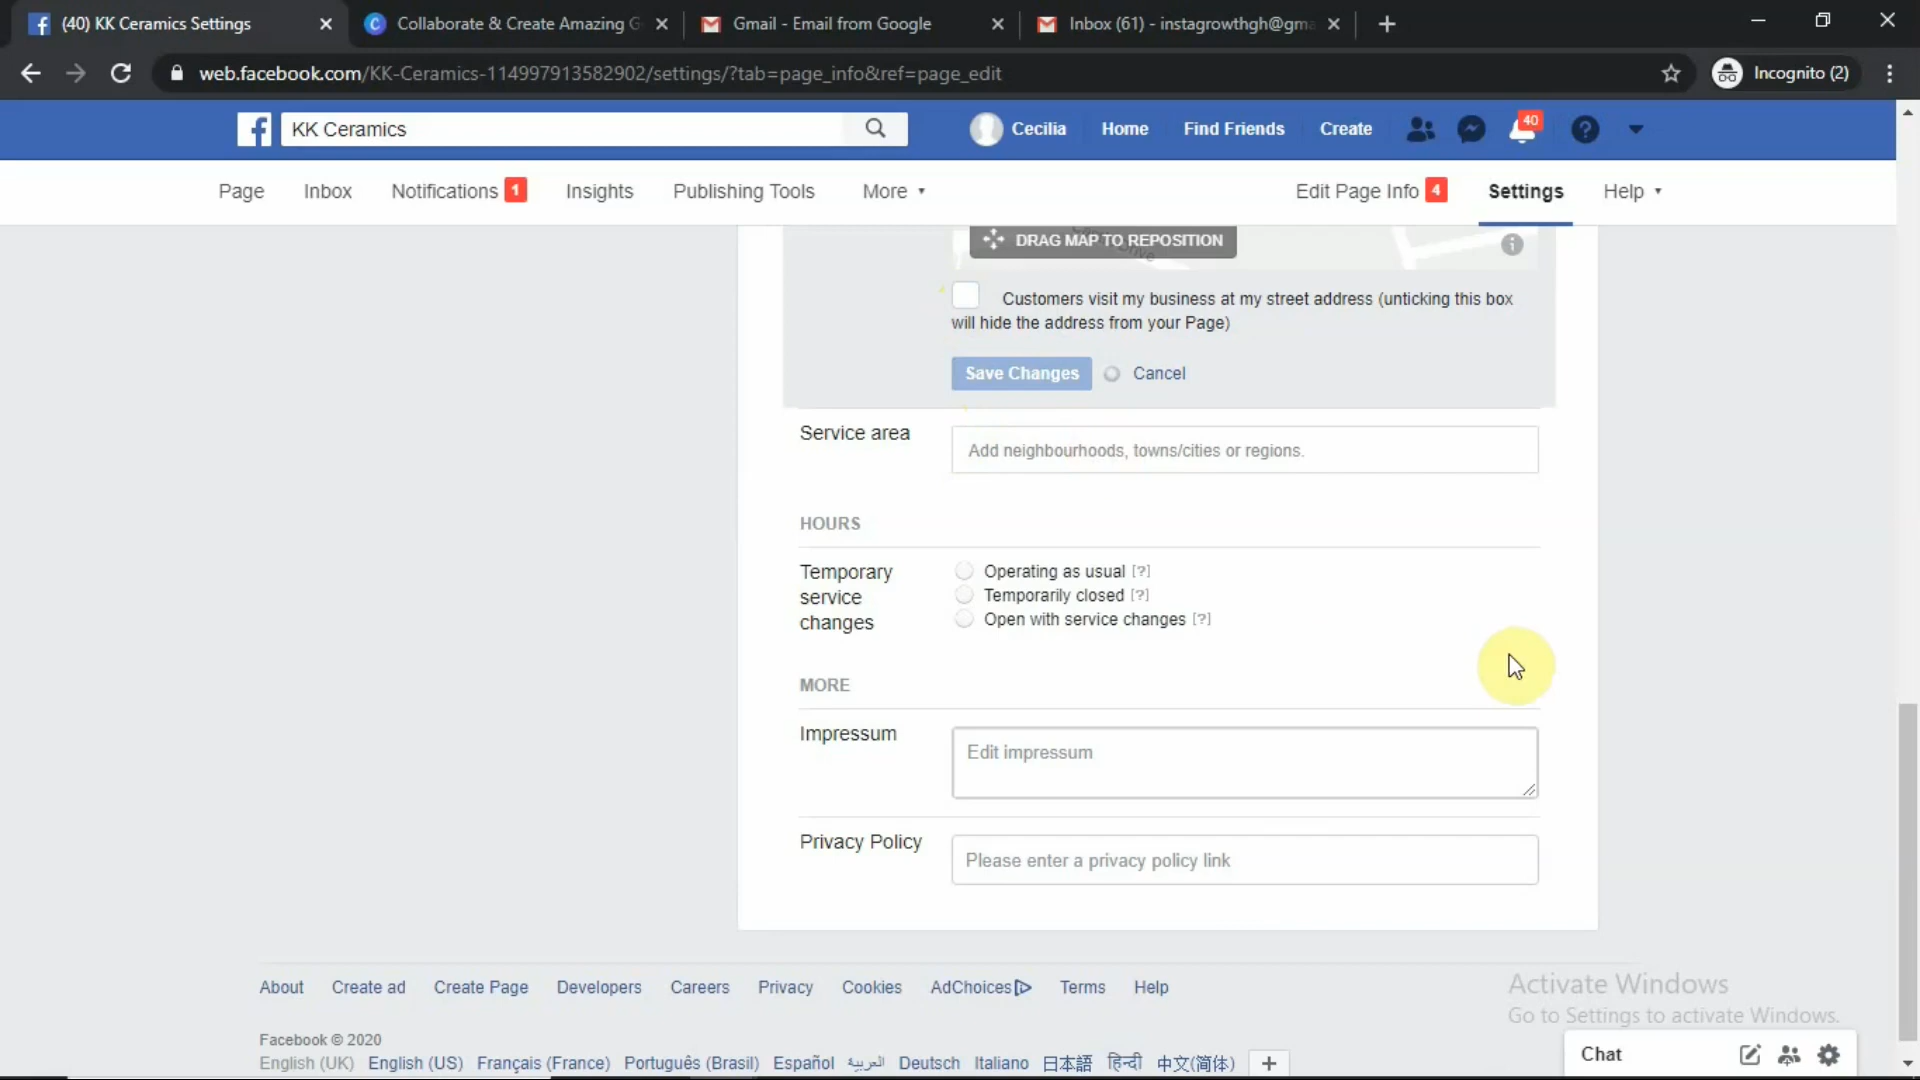 (40) KK Ceramics Settings
Collaborate & Create Amazing G
Gmail - Email from Google
Inbox (61) - instagrowthgh@gma
web.facebook.com/KK-Ceramics-114997913582902/settings/?tab=page_info&ref=page_edit
Incognito (2)
KK Ceramics
Cecilia
Home
Find Friends
Create
40
Page
Inbox
Notifications 1
Insights
Publishing Tools
More
Edit Page Info 4
Settings
Help
DRAG MAP TO REPOSITION
Customers visit my business at my street address (unticking this box
will hide the address from your Page)
Save Changes
Cancel
Service area
Add neighbourhoods, towns/cities or regions.
HOURS
Temporary
service
changes
Operating as usual [?]
Temporarily closed [?]
Open with service changes [?]
MORE
Impressum
Edit impressum
Privacy Policy
Please enter a privacy policy link
About Create ad Create Page Developers Careers Privacy Cookies AdChoices Terms Help
Facebook © 2020
English (UK) English (US) Français (France) Português (Brasil) Español العربية Deutsch Italiano 日本語 हिन्दी 中文(简体)
Activate Windows
Go to Settings to activate Windows.
Chat